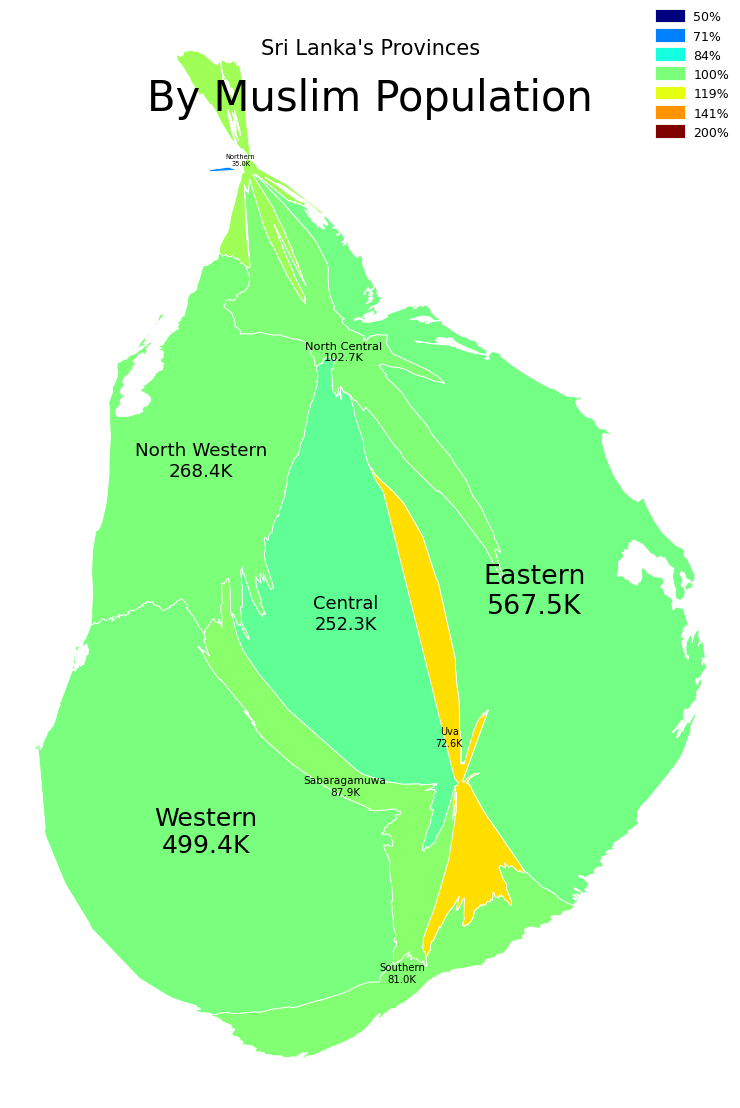 Sri Lanka's Provinces
By Muslim Population
50%
71%
84%
100%
119%
141%
200%
Northern
35.0K
North Central
102.7K
North Western
268.4K
Eastern
567.5K
Central
252.3K
Uva
72.6K
Sabaragamuwa
87.9K
Western
499.4K
Southern
81.0K